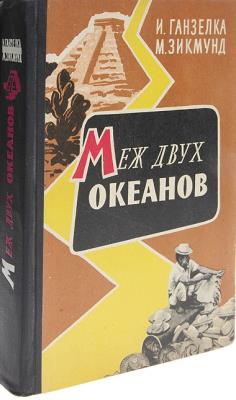 И. ГАНЗЕЛКА
М. ЗИКМУНД
МЕЖ ДВУХ
ОКЕАНОВ
МЕЖ ДВУХ ОКЕАНОВ